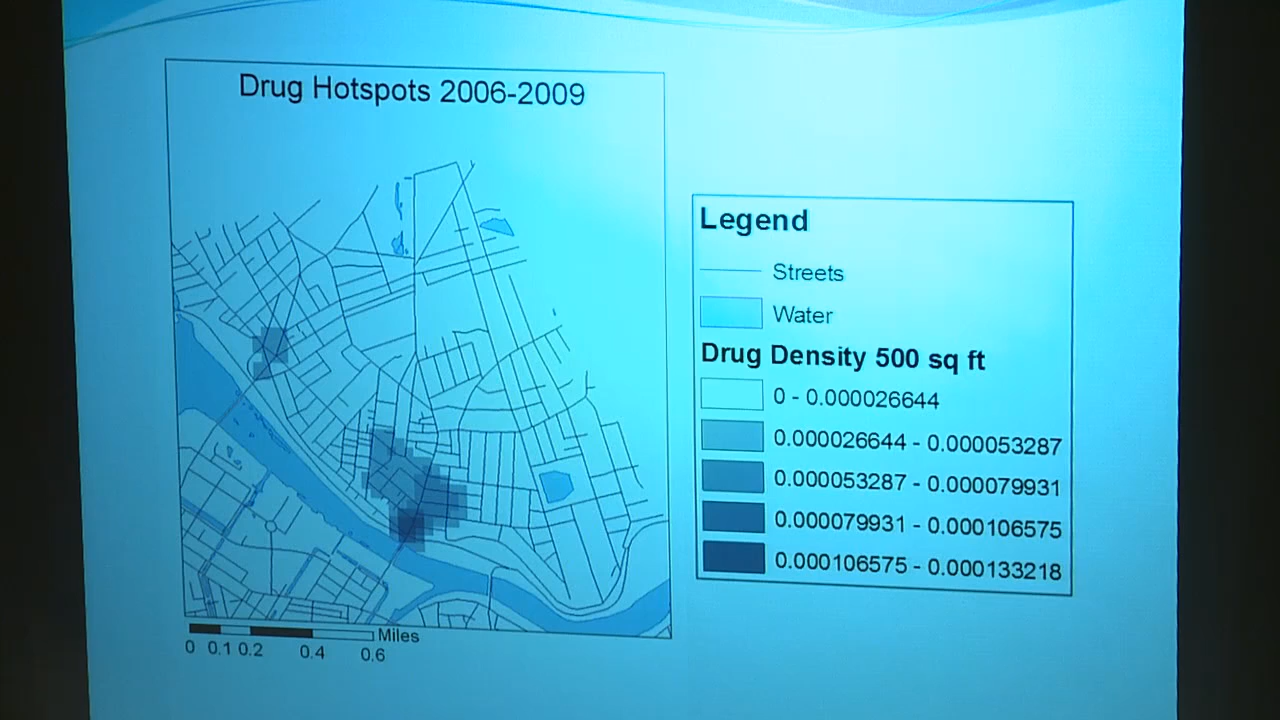 Drug Hotspots 2006-2009
Legend
Streets
Water
Drug Density 500 sq ft
0 - 0.000026644
0.000026644 - 0.000053287
0.000053287 - 0.000079931
0.000079931 - 0.000106575
0.000106575 - 0.000133218
Miles
0 0.1 0.2 0.4 0.6